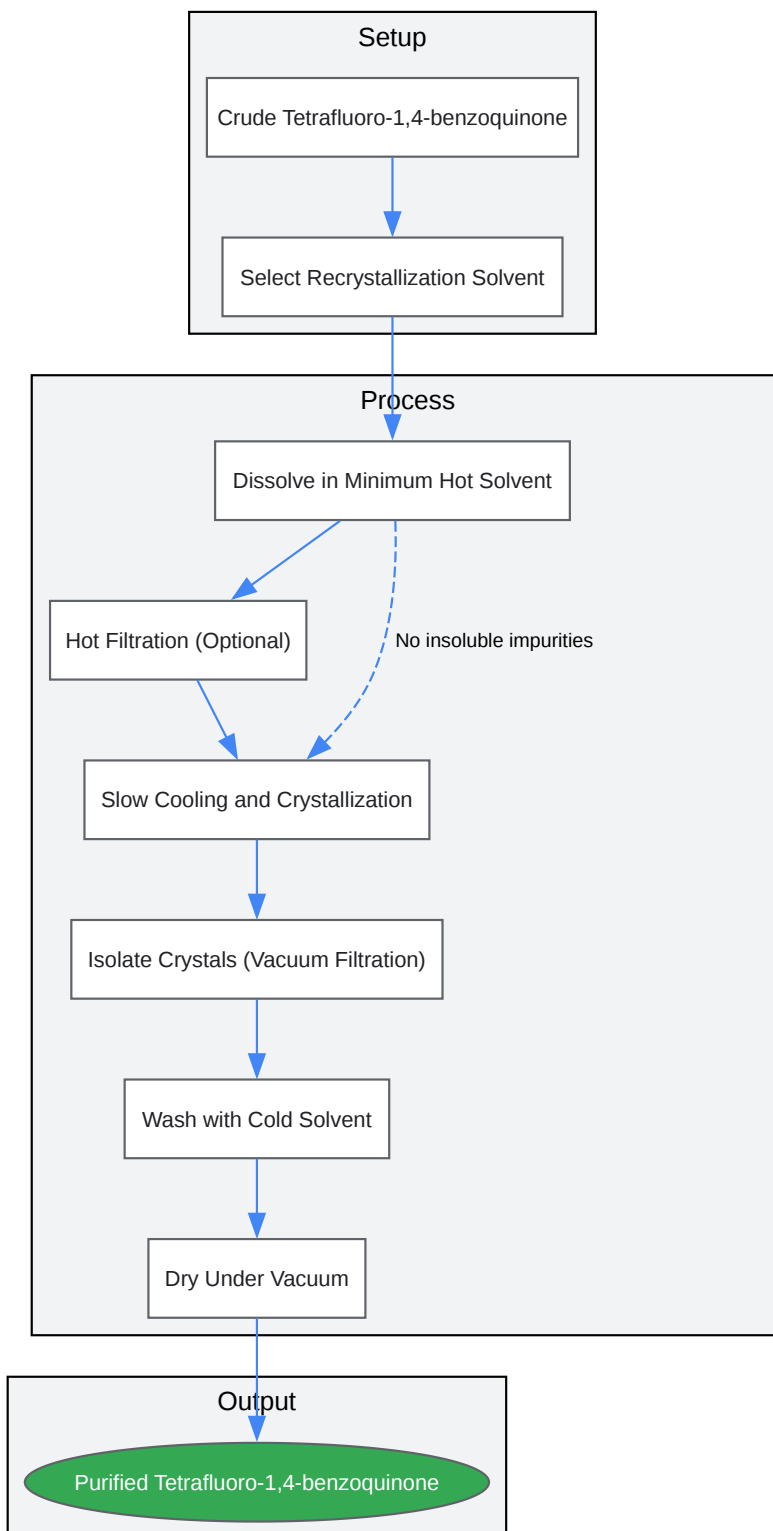 Setup
Crude Tetrafluoro-1,4-benzoquinone
Select Recrystallization Solvent
Process
Dissolve in Minimum Hot Solvent
Hot Filtration (Optional)
No insoluble impurities
Slow Cooling and Crystallization
Isolate Crystals (Vacuum Filtration)
Wash with Cold Solvent
Dry Under Vacuum
Output
Purified Tetrafluoro-1,4-benzoquinone